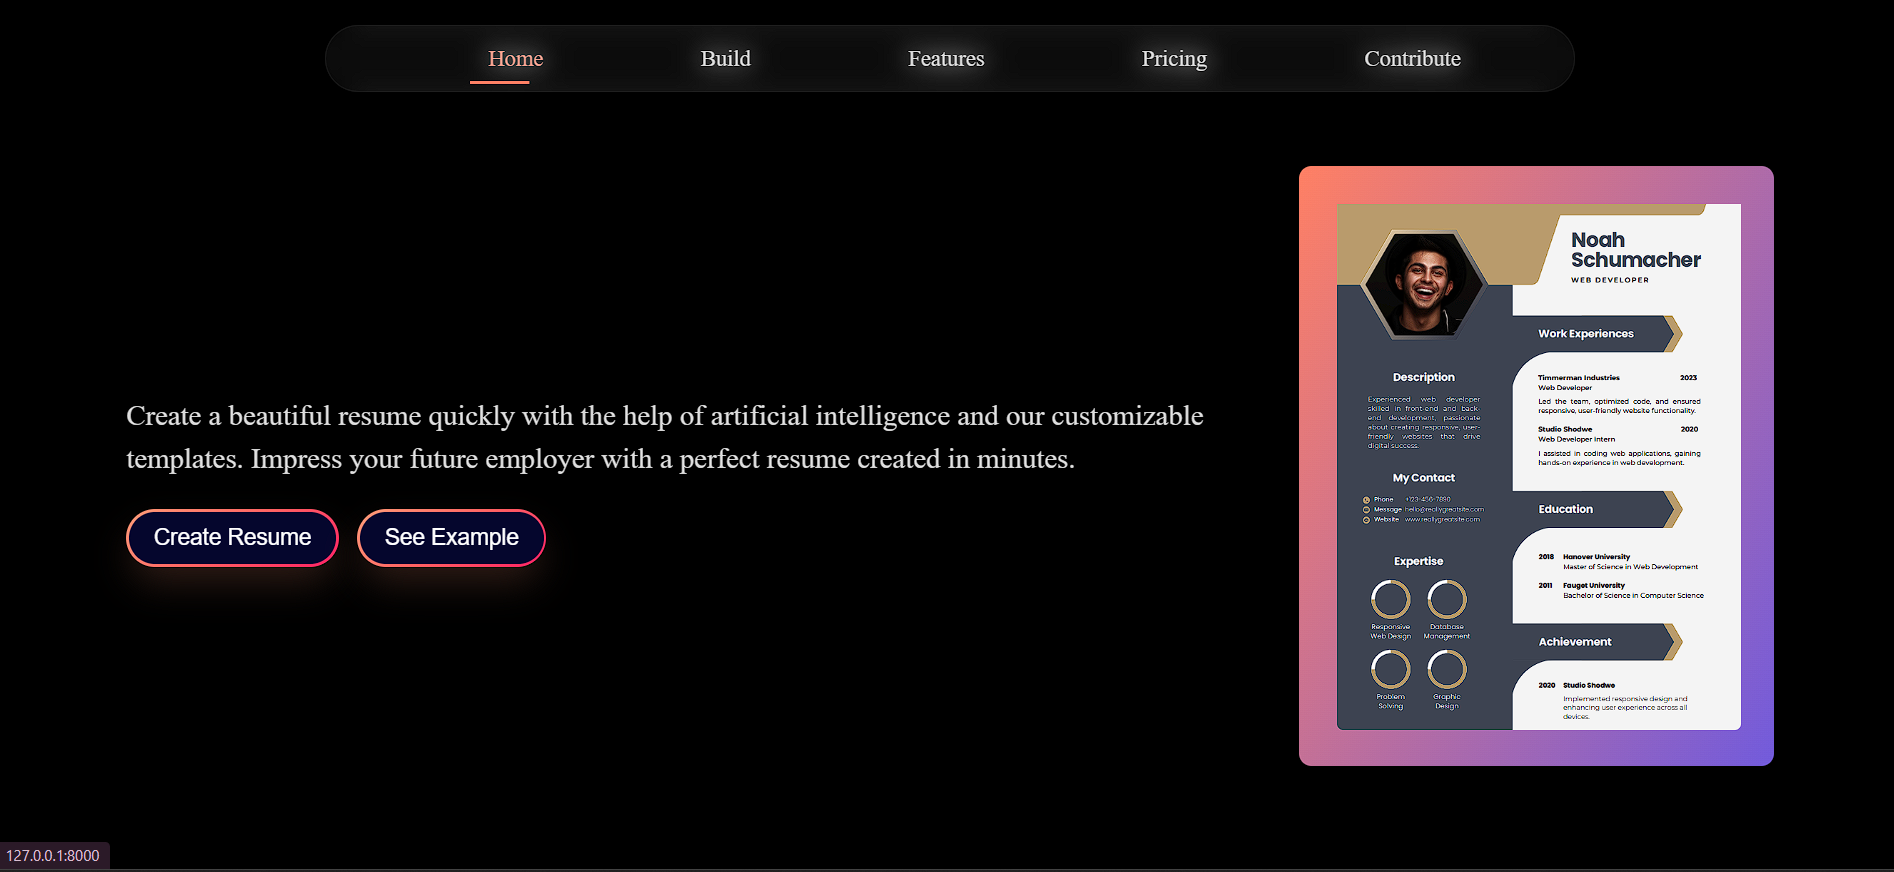 Home
Build
Features
Pricing
Contribute
Create a beautiful resume quickly with the help of artificial intelligence and our customizable
templates. Impress your future employer with a perfect resume created in minutes.
Create Resume
See Example
Noah
Schumacher
WEB DEVELOPER
Description
Experienced web developer
skilled in front-end and back-
end development, passionate
about creating responsive, user-
friendly websites that drive
digital success.
My Contact
Phone +123-456-7890
Message hello@reallygreatsite.com
Website www.reallygreatsite.com
Expertise
Responsive
Web Design
Database
Management
Problem
Solving
Graphic
Design
Work Experiences
Timmerman Industries 2023
Web Developer
Led the team, optimized code, and ensured
responsive, user-friendly website functionality.
Studio Shodwe 2020
Web Developer Intern
I assisted in coding web applications, gaining
hands-on experience in web development.
Education
2018 Hanover University
Master of Science in Web Development
2011 Fauget University
Bachelor of Science in Computer Science
Achievement
2020 Studio Shodwe
Implemented responsive design and
enhancing user experience across all
devices.
127.0.0.1:8000